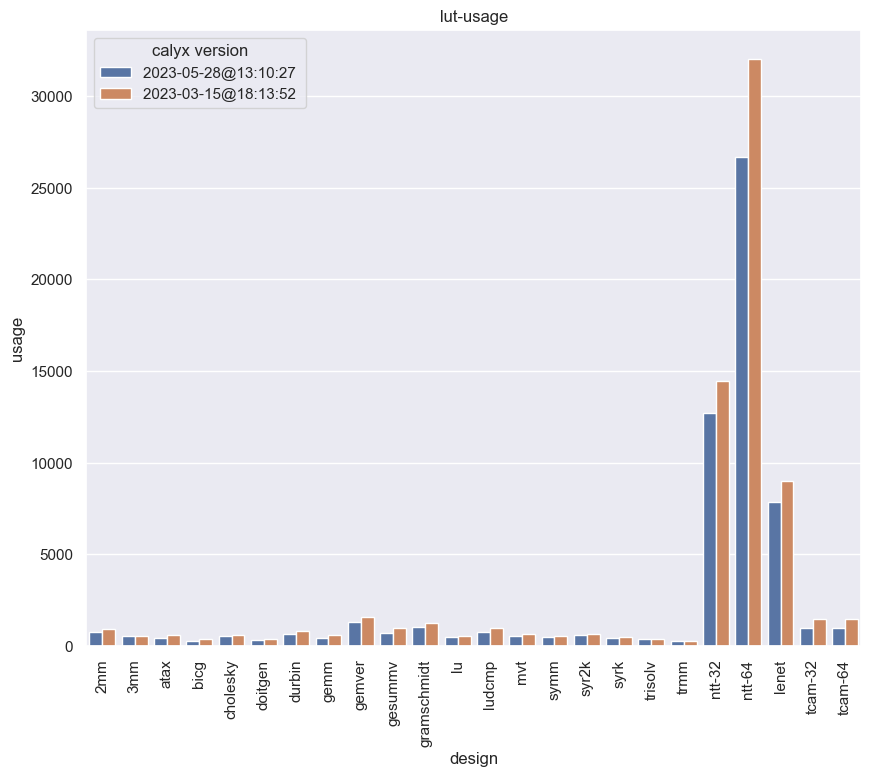 lut-usage
calyx version
2023-05-28@13:10:27
2023-03-15@18:13:52
usage
30000
25000
20000
15000
10000
5000
0
2mm
3mm
atax
bicg
cholesky
doitgen
durbin
gemm
gemver
gesummv
gramschmidt
lu
ludcmp
mvt
symm
syr2k
syrk
trisolv
trmm
ntt-32
ntt-64
lenet
tcam-32
tcam-64
design